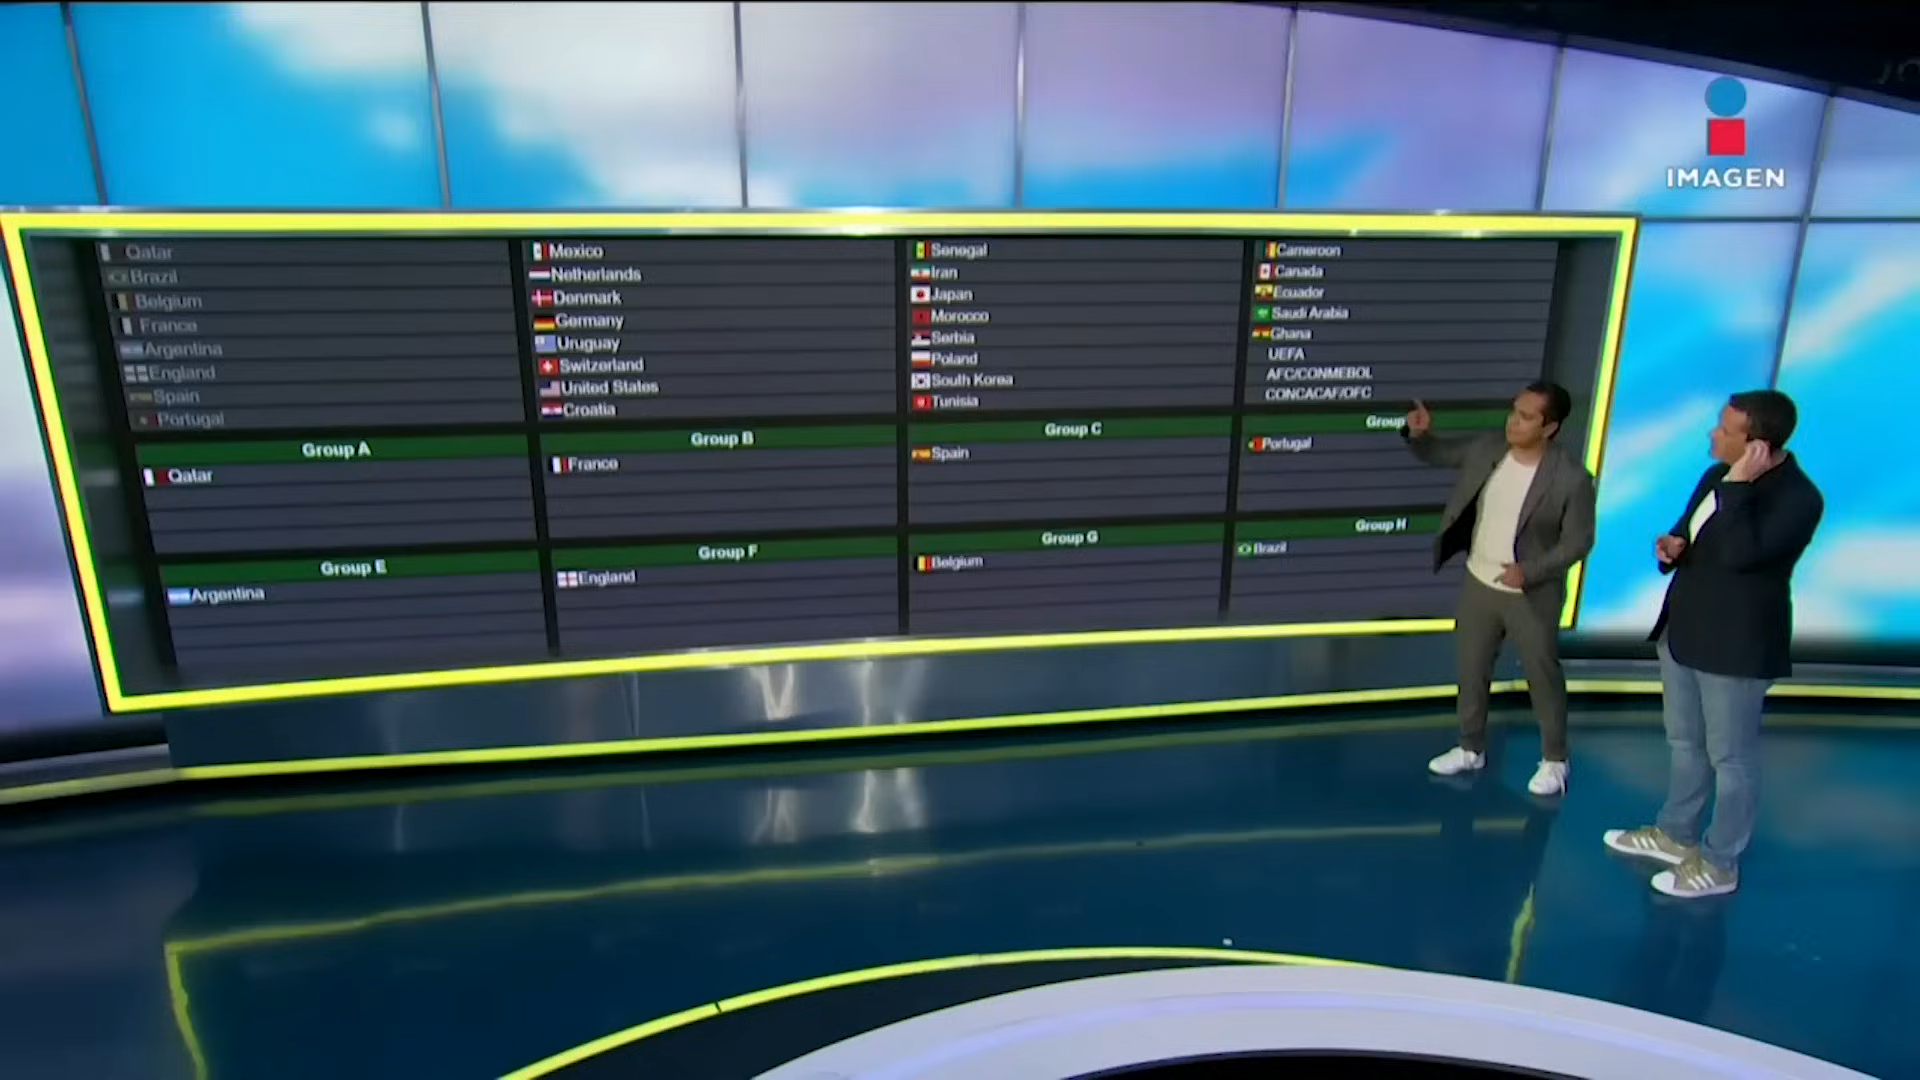 IMAGEN
Qatar
Brazil
Belgium
France
Argentina
England
Spain
Portugal
Mexico
Netherlands
Denmark
Germany
Uruguay
Switzerland
United States
Croatia
Senegal
Iran
Japan
Morocco
Serbia
Poland
South Korea
Tunisia
Cameroon
Canada
Ecuador
Saudi Arabia
Ghana
UEFA
AFC/CONMEBOL
CONCACAF/OFC
Group A
Qatar
Group B
France
Group C
Spain
Group
Portugal
Group E
Argentina
Group F
England
Group G
Belgium
Group H
Brazil